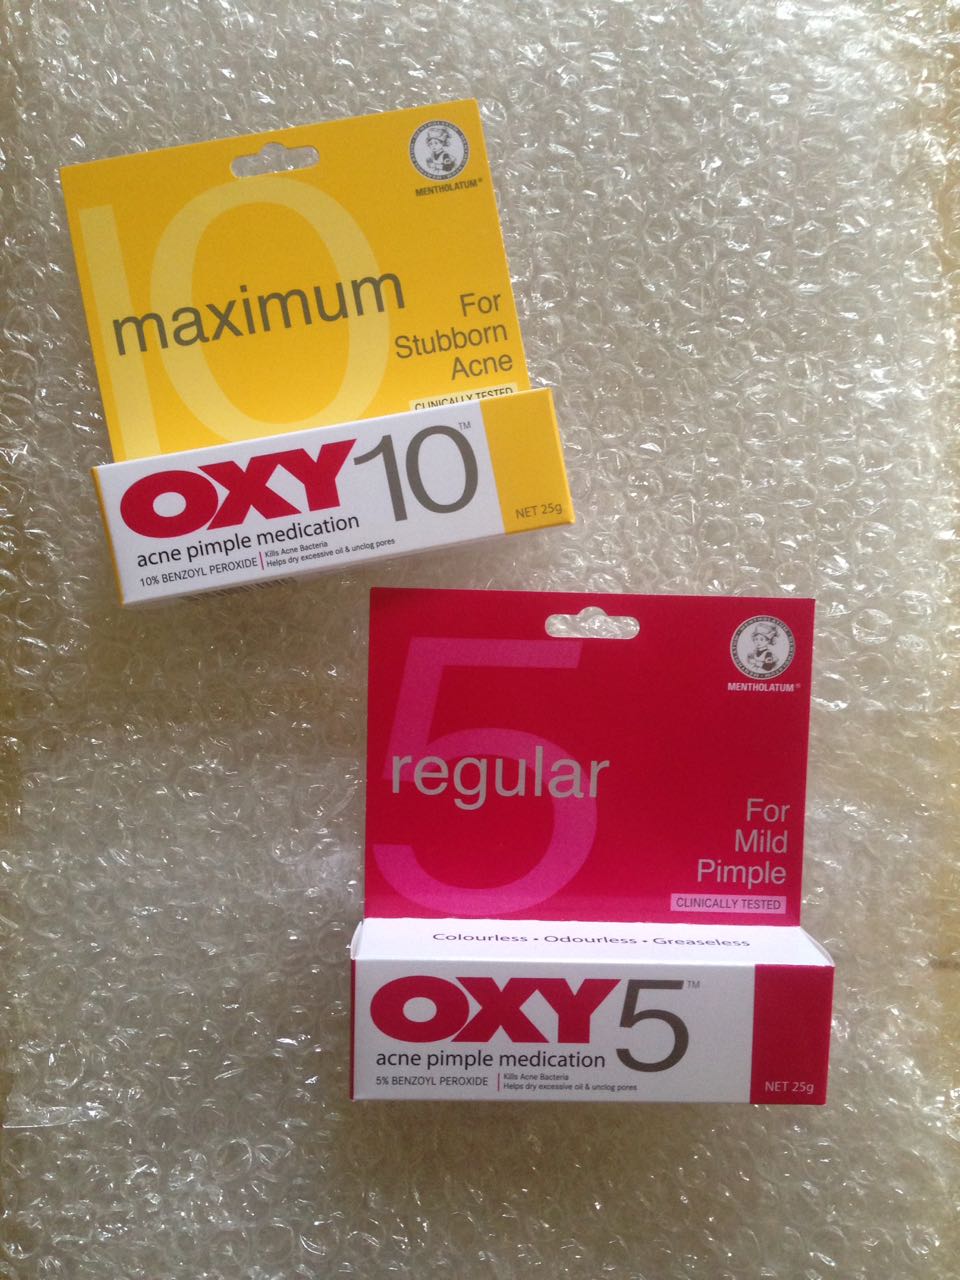 MENTHOLATUM®
10
maximum
For
Stubborn
Acne
CLINICALLY TESTED
OXY10™
acne pimple medication
10% BENZOYL PEROXIDE
Kills Acne Bacteria
Helps dry excessive oil & unclog pores
NET 25g
MENTHOLATUM®
5
regular
For
Mild
Pimple
CLINICALLY TESTED
Colourless • Odourless • Greaseless
OXY5™
acne pimple medication
5% BENZOYL PEROXIDE
Kills Acne Bacteria
Helps dry excessive oil & unclog pores
NET 25g